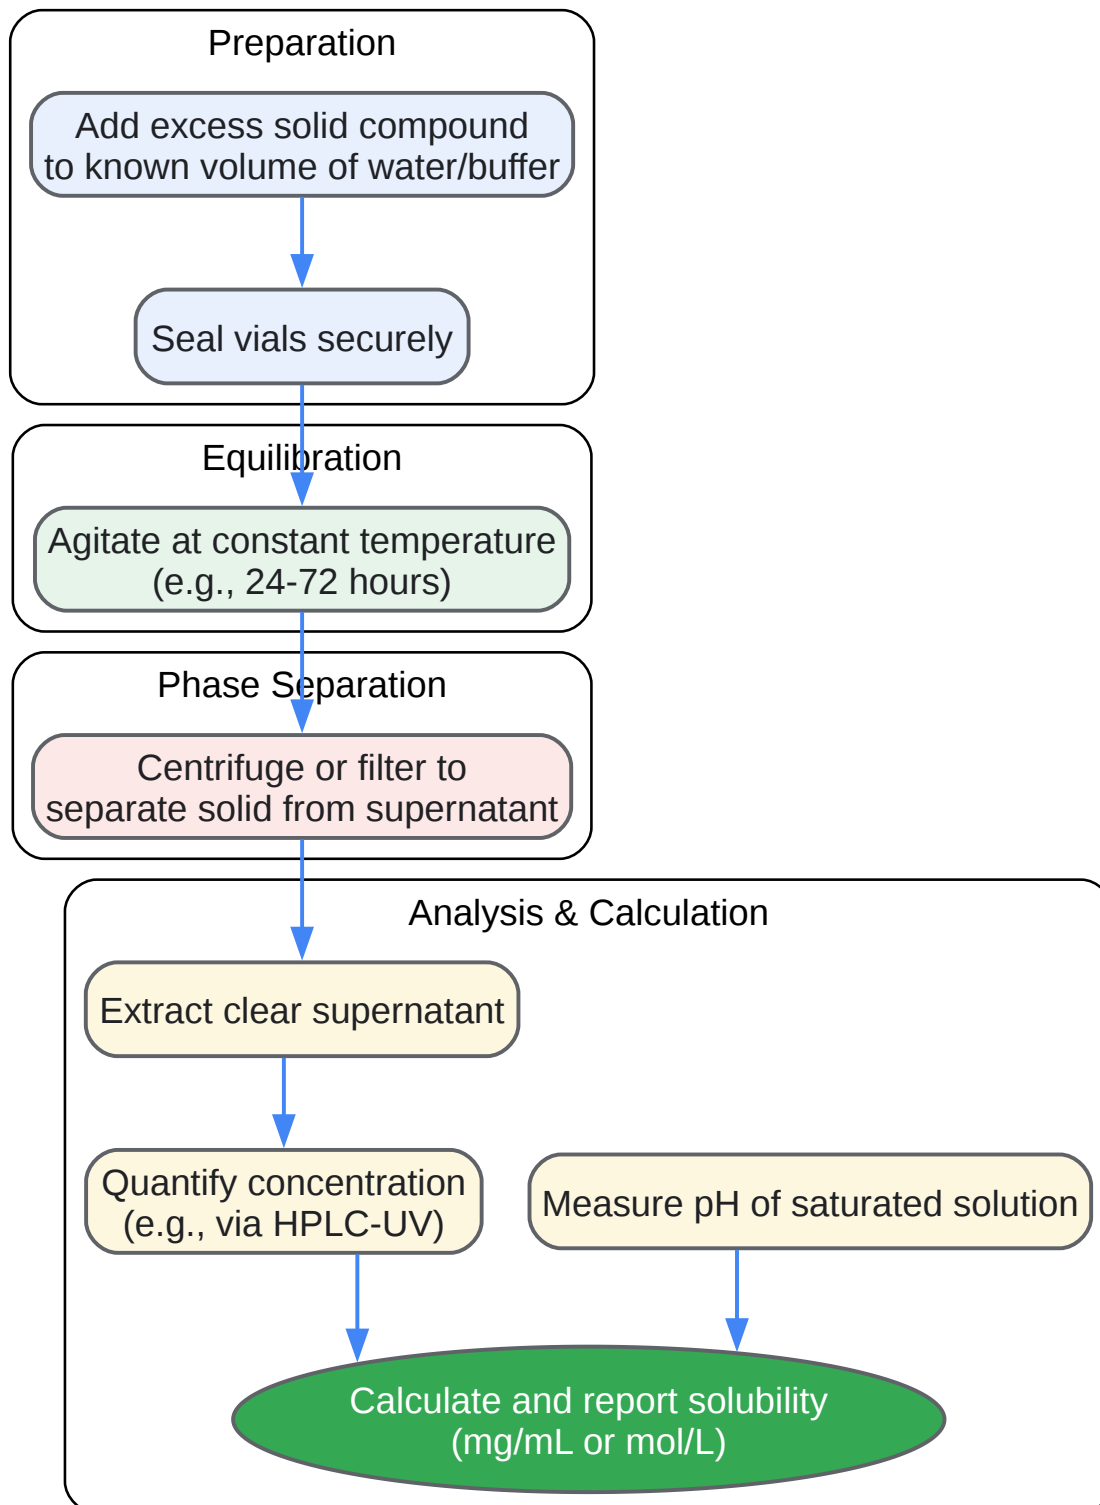 Preparation
Add excess solid compound
to known volume of water/buffer
Seal vials securely
Equilibration
Agitate at constant temperature
(e.g., 24-72 hours)
Phase Separation
Centrifuge or filter to
separate solid from supernatant
Analysis & Calculation
Extract clear supernatant
Quantify concentration
(e.g., via HPLC-UV)
Measure pH of saturated solution
Calculate and report solubility
(mg/mL or mol/L)